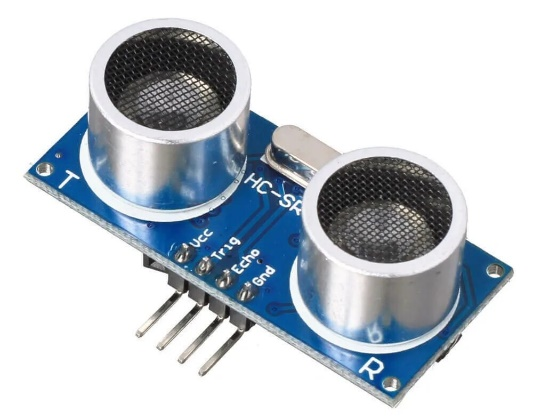 T
HC-SR
Vcc
Trig
Echo
Gnd
R